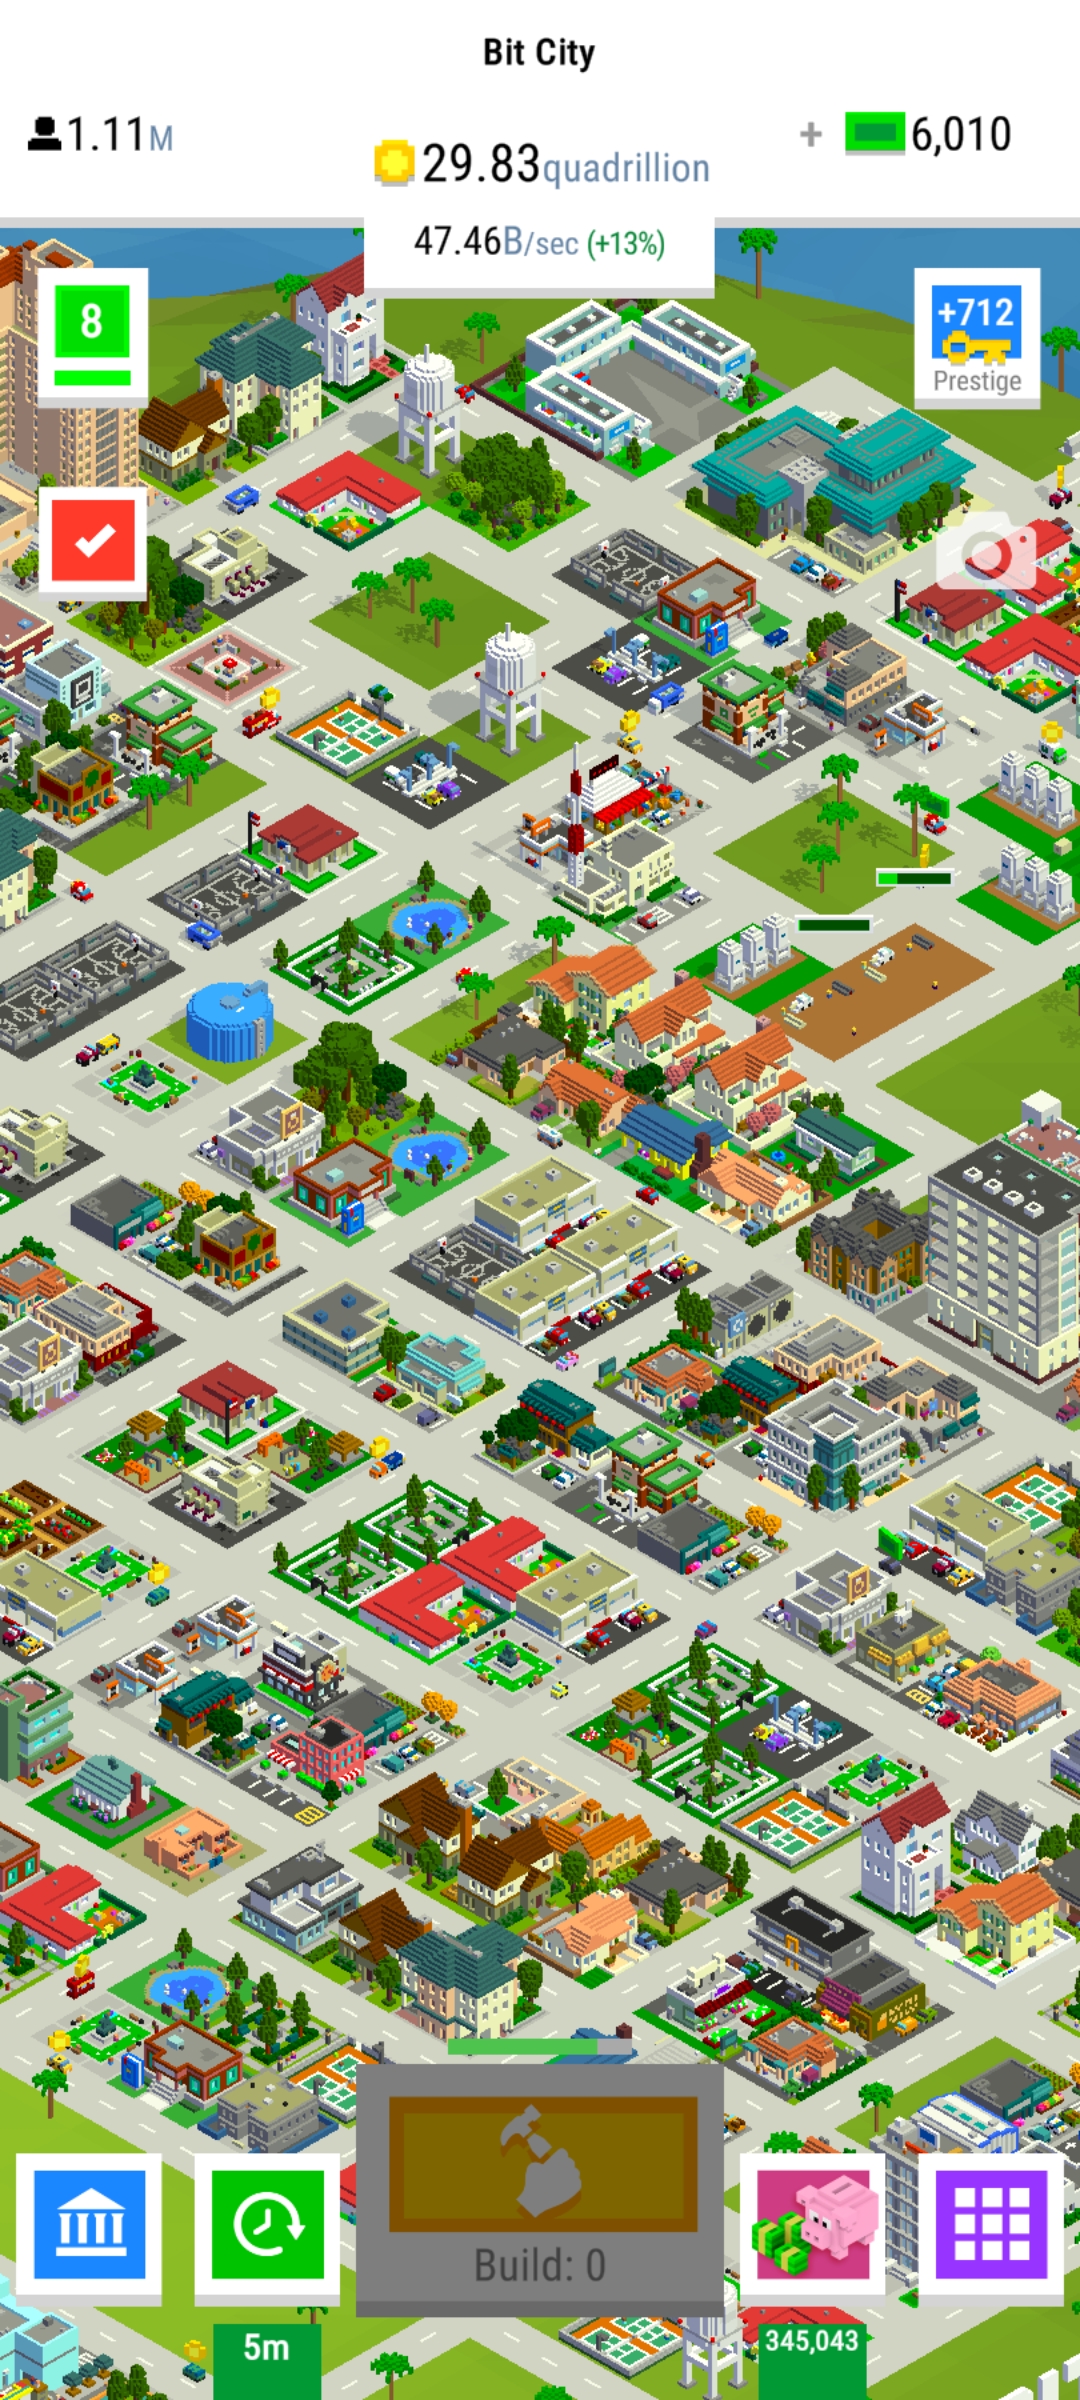 Bit City
1.11M
29.83quadrillion
+ 6,010
47.46B/sec (+13%)
8
+712
Prestige
Build: 0
5m
345,043